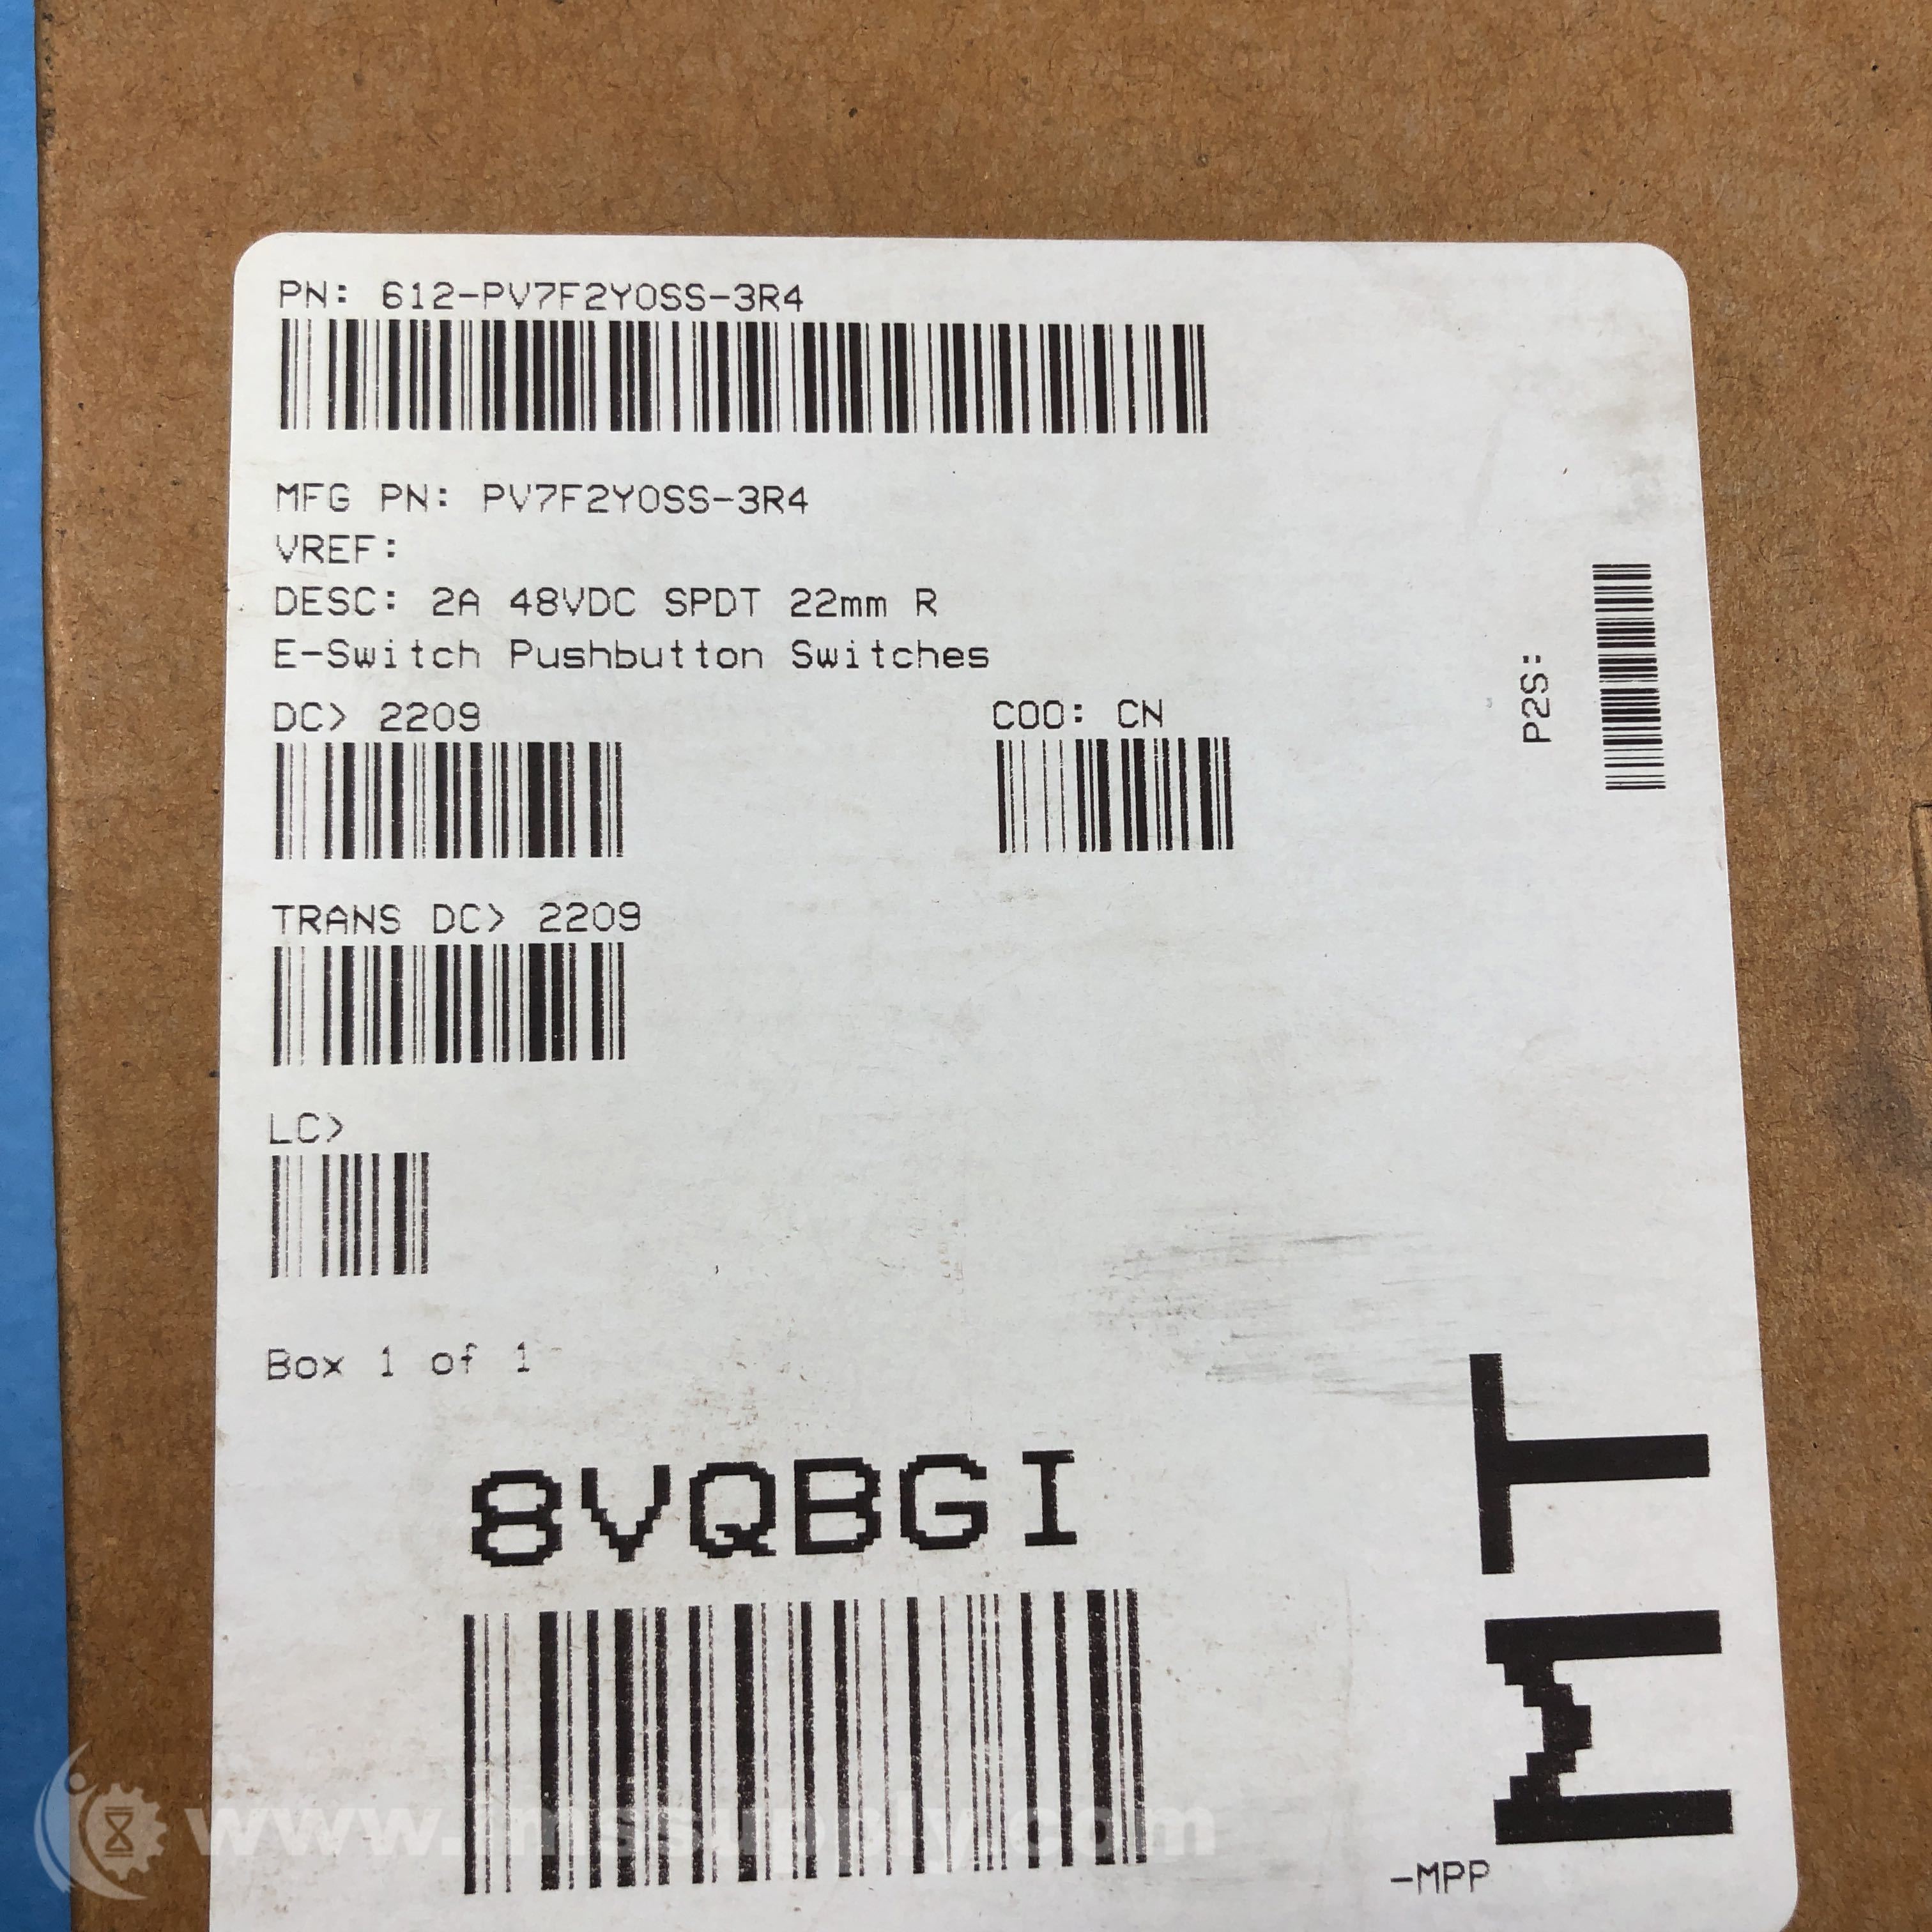 PN: 612-PV7F2Y0SS-3R4
MFG PN: PV7F2Y0SS-3R4
VREF:
DESC: 2A 48VDC SPDT 22mm R
E-Switch Pushbutton Switches
DC> 2209
COO: CN
P2S:
TRANS DC> 2209
LC>
Box 1 of 1
8VQBGI
MT
-MPP
www.imssupply.com